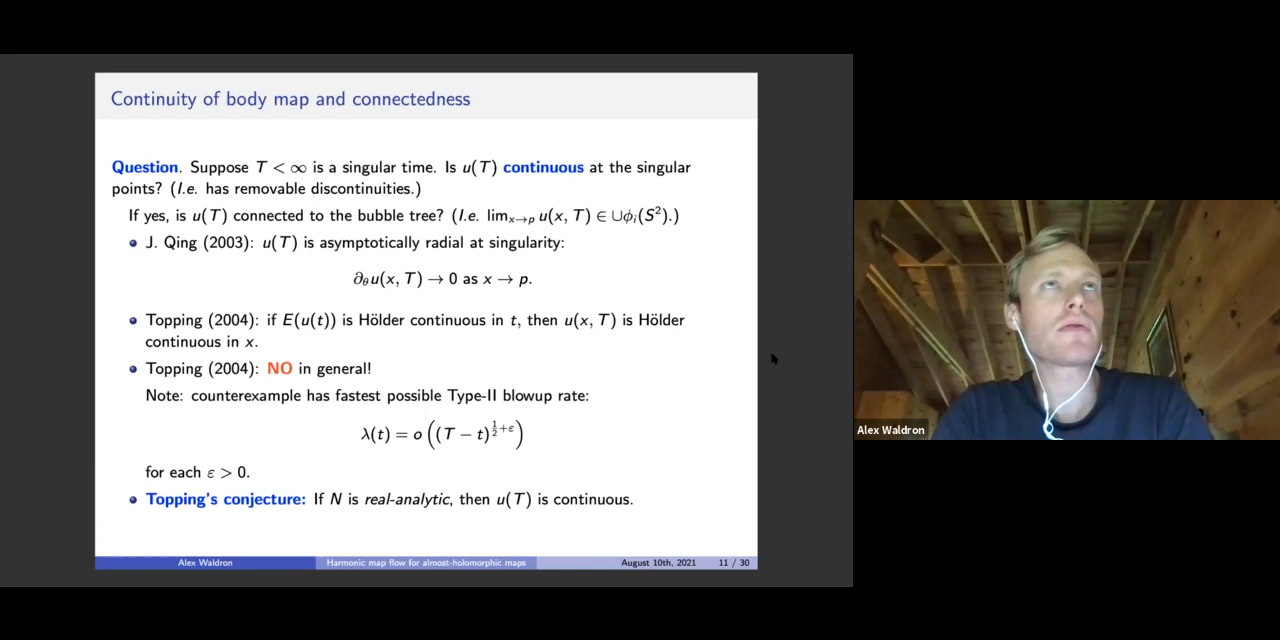 Continuity of body map and connectedness
Question. Suppose T < ∞ is a singular time. Is u(T) continuous at the singular
points? (I.e. has removable discontinuities.)
If yes, is u(T) connected to the bubble tree? (I.e. lim_{x→p} u(x, T) ∈ ∪ϕ_i(S²).)
• J. Qing (2003): u(T) is asymptotically radial at singularity:
∂_θ u(x, T) → 0 as x → p.
• Topping (2004): if E(u(t)) is Hölder continuous in t, then u(x, T) is Hölder
continuous in x.
• Topping (2004): NO in general!
Note: counterexample has fastest possible Type-II blowup rate:
λ(t) = o ((T − t)^{1/2+ε})
for each ε > 0.
• Topping's conjecture: If N is real-analytic, then u(T) is continuous.
Alex Waldron
Harmonic map flow for almost-holomorphic maps
August 10th, 2021
11 / 30
Alex Waldron